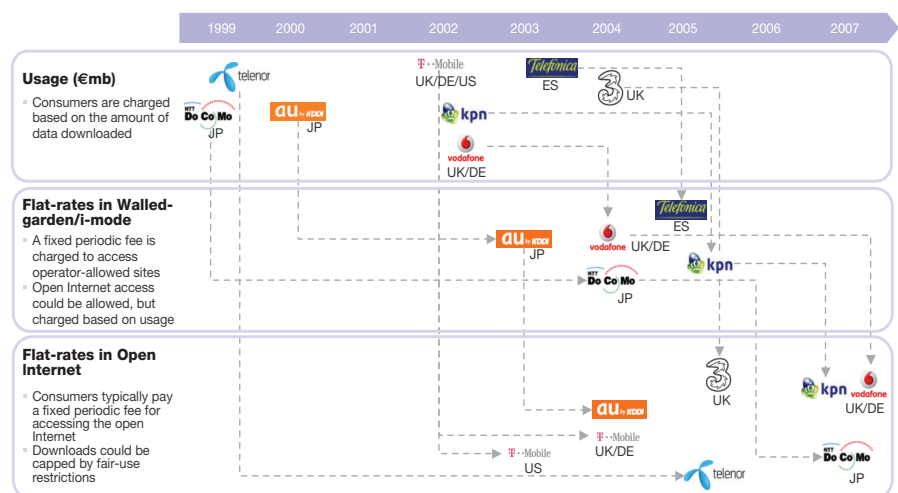 1999 2000 2001 2002 2003 2004 2005 2006 2007
Usage (€mb)
Consumers are charged
based on the amount of
data downloaded
telenor
NTT
DoCoMo
JP
au by KDDI
JP
T··Mobile
UK/DE/US
kpn
vodafone
UK/DE
Telefónica
ES
3
UK
Flat-rates in Walled-
garden/i-mode
A fixed periodic fee is
charged to access
operator-allowed sites
Open Internet access
could be allowed, but
charged based on usage
au by KDDI
JP
vodafone UK/DE
NTT
DoCoMo
JP
Telefónica
ES
kpn
Flat-rates in Open
Internet
Consumers typically pay
a fixed periodic fee for
accessing the open
Internet
Downloads could be
capped by fair-use
restrictions
T··Mobile
US
au by KDDI
T··Mobile
UK/DE
telenor
3
UK
kpn
vodafone
UK/DE
NTT
DoCoMo
JP